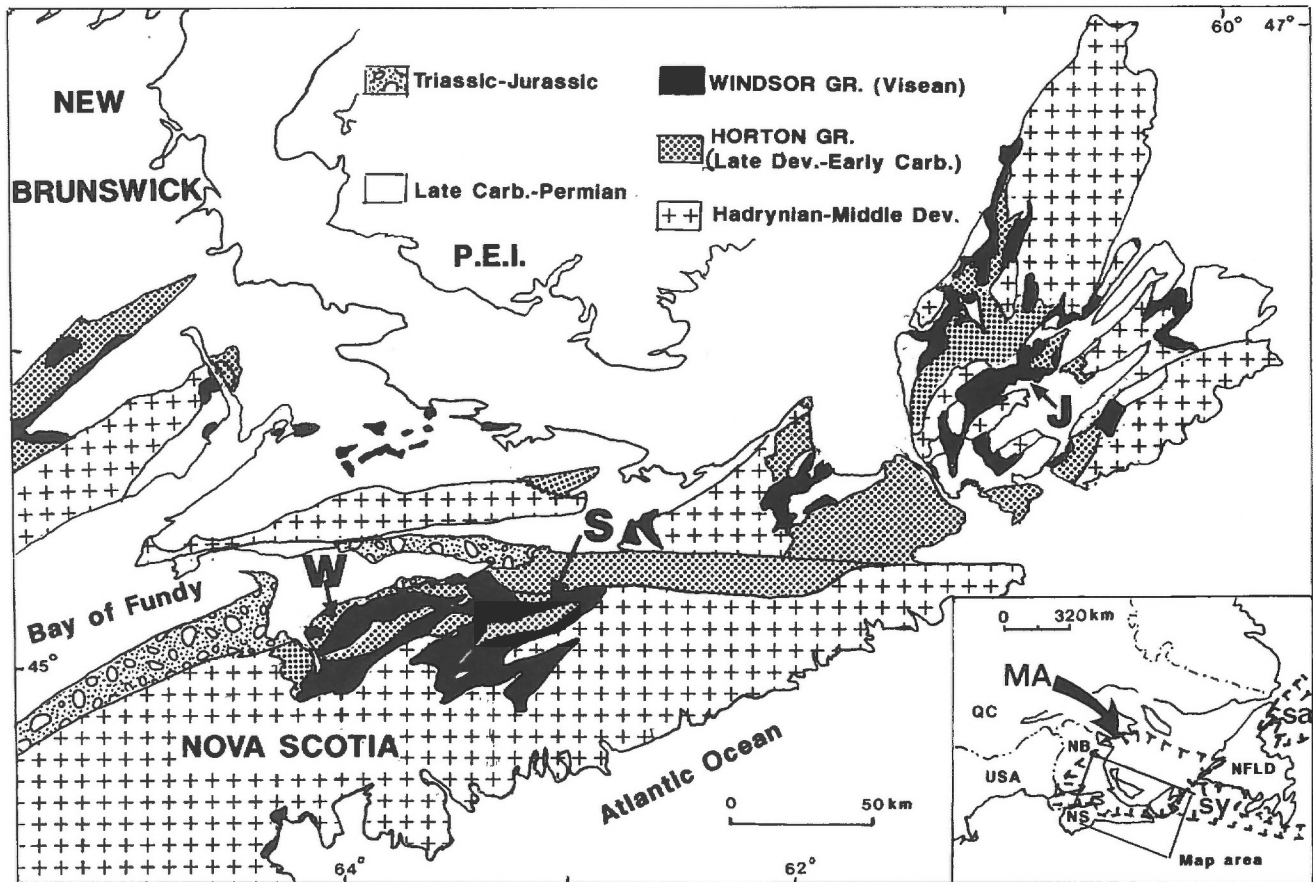 60° 47°
NEW
BRUNSWICK
Triassic-Jurassic
WINDSOR GR. (Visean)
HORTON GR.
(Late Dev.-Early Carb.)
Late Carb.-Permian
Hadrynian-Middle Dev.
P.E.I.
J
S
W
Bay of Fundy
45°
NOVA SCOTIA
Atlantic Ocean
0 50 km
64°
62°
0 320 km
MA
QC
sa
NB
USA
NFLD
sy
NS
Map area